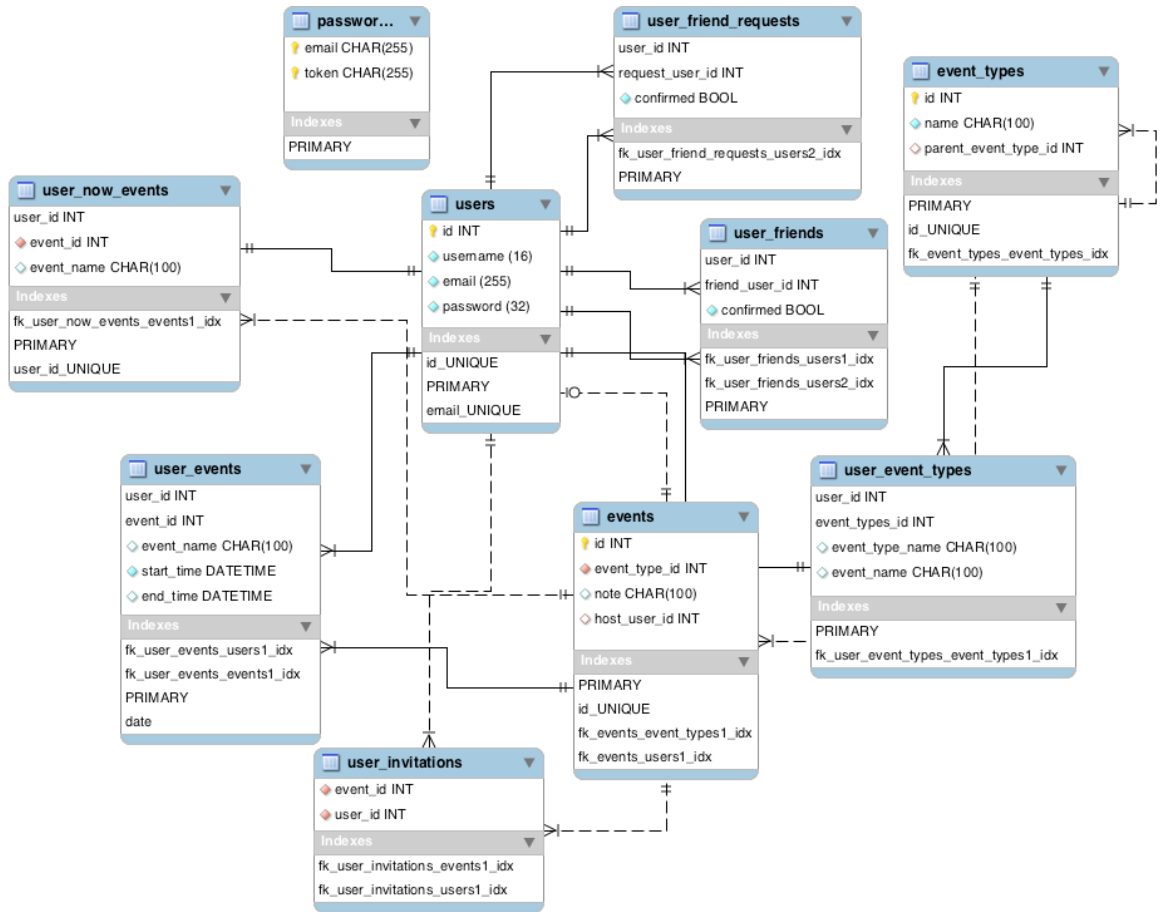 passwor...
email CHAR(255)
token CHAR(255)
Indexes
PRIMARY
user_friend_requests
user_id INT
request_user_id INT
confirmed BOOL
Indexes
fk_user_friend_requests_users2_idx
PRIMARY
event_types
id INT
name CHAR(100)
parent_event_type_id INT
Indexes
PRIMARY
id_UNIQUE
fk_event_types_event_types_idx
user_now_events
user_id INT
event_id INT
event_name CHAR(100)
Indexes
fk_user_now_events_events1_idx
PRIMARY
user_id_UNIQUE
users
id INT
username (16)
email (255)
password (32)
Indexes
id_UNIQUE
PRIMARY
email_UNIQUE
user_friends
user_id INT
friend_user_id INT
confirmed BOOL
Indexes
fk_user_friends_users1_idx
fk_user_friends_users2_idx
PRIMARY
user_events
user_id INT
event_id INT
event_name CHAR(100)
start_time DATETIME
end_time DATETIME
Indexes
fk_user_events_users1_idx
fk_user_events_events1_idx
PRIMARY
date
events
id INT
event_type_id INT
note CHAR(100)
host_user_id INT
Indexes
PRIMARY
id_UNIQUE
fk_events_event_types1_idx
fk_events_users1_idx
user_event_types
user_id INT
event_types_id INT
event_type_name CHAR(100)
event_name CHAR(100)
Indexes
PRIMARY
fk_user_event_types_event_types1_idx
user_invitations
event_id INT
user_id INT
Indexes
fk_user_invitations_events1_idx
fk_user_invitations_users1_idx